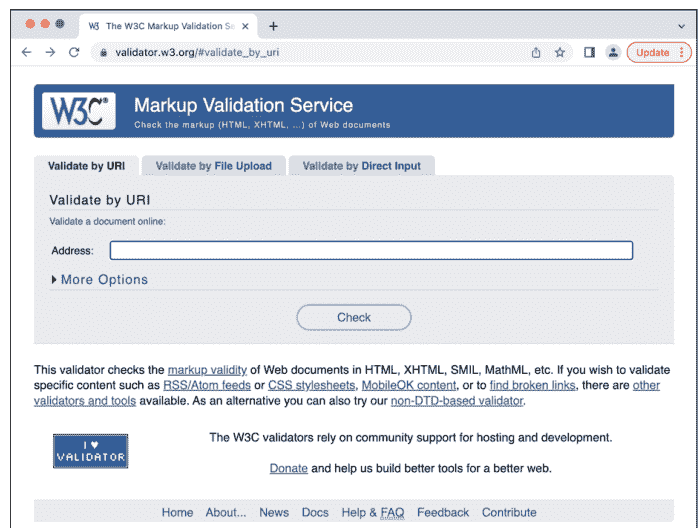 W3 The W3C Markup Validation Se
validator.w3.org/#validate_by_uri
Update
W3C® Markup Validation Service
Check the markup (HTML, XHTML, ...) of Web documents
Validate by URI Validate by File Upload Validate by Direct Input
Validate by URI
Validate a document online:
Address:
More Options
Check
This validator checks the markup validity of Web documents in HTML, XHTML, SMIL, MathML, etc. If you wish to validate
specific content such as RSS/Atom feeds or CSS stylesheets, MobileOK content, or to find broken links, there are other
validators and tools available. As an alternative you can also try our non-DTD-based validator.
I ♥
VALIDATOR
The W3C validators rely on community support for hosting and development.
Donate and help us build better tools for a better web.
Home About... News Docs Help & FAQ Feedback Contribute